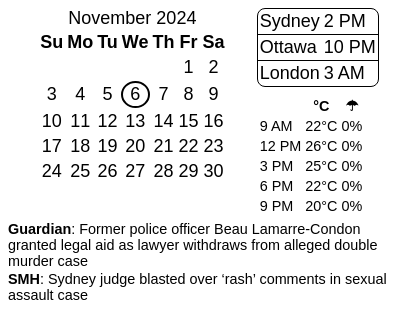 November 2024
Su Mo Tu We Th Fr Sa
1 2
3 4 5 6 7 8 9
10 11 12 13 14 15 16
17 18 19 20 21 22 23
24 25 26 27 28 29 30
Sydney 2 PM
Ottawa 10 PM
London 3 AM
°C ☂
9 AM 22°C 0%
12 PM 26°C 0%
3 PM 25°C 0%
6 PM 22°C 0%
9 PM 20°C 0%
Guardian: Former police officer Beau Lamarre-Condon
granted legal aid as lawyer withdraws from alleged double
murder case
SMH: Sydney judge blasted over ‘rash’ comments in sexual
assault case